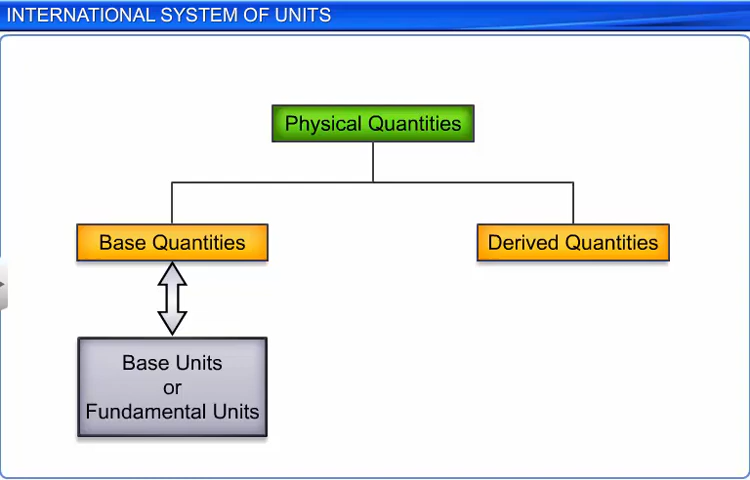 INTERNATIONAL SYSTEM OF UNITS
Physical Quantities
Base Quantities
Derived Quantities
Base Units
or
Fundamental Units